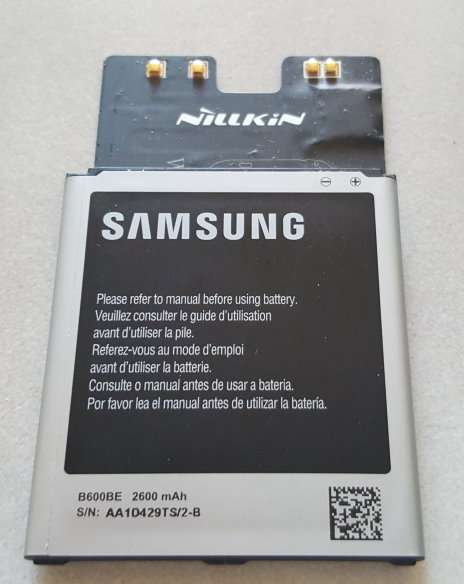 NILLKIN
⊖ ⊕
SAMSUNG
Please refer to manual before using battery.
Veuillez consulter le guide d'utilisation
avant d'utiliser la pile.
Referez-vous au mode d'emploi
avant d'utiliser la batterie.
Consulte o manual antes de usar a bateria.
Por favor lea el manual antes de utilizar la batería.
B600BE 2600 mAh
S/N: AA1D429TS/2-B